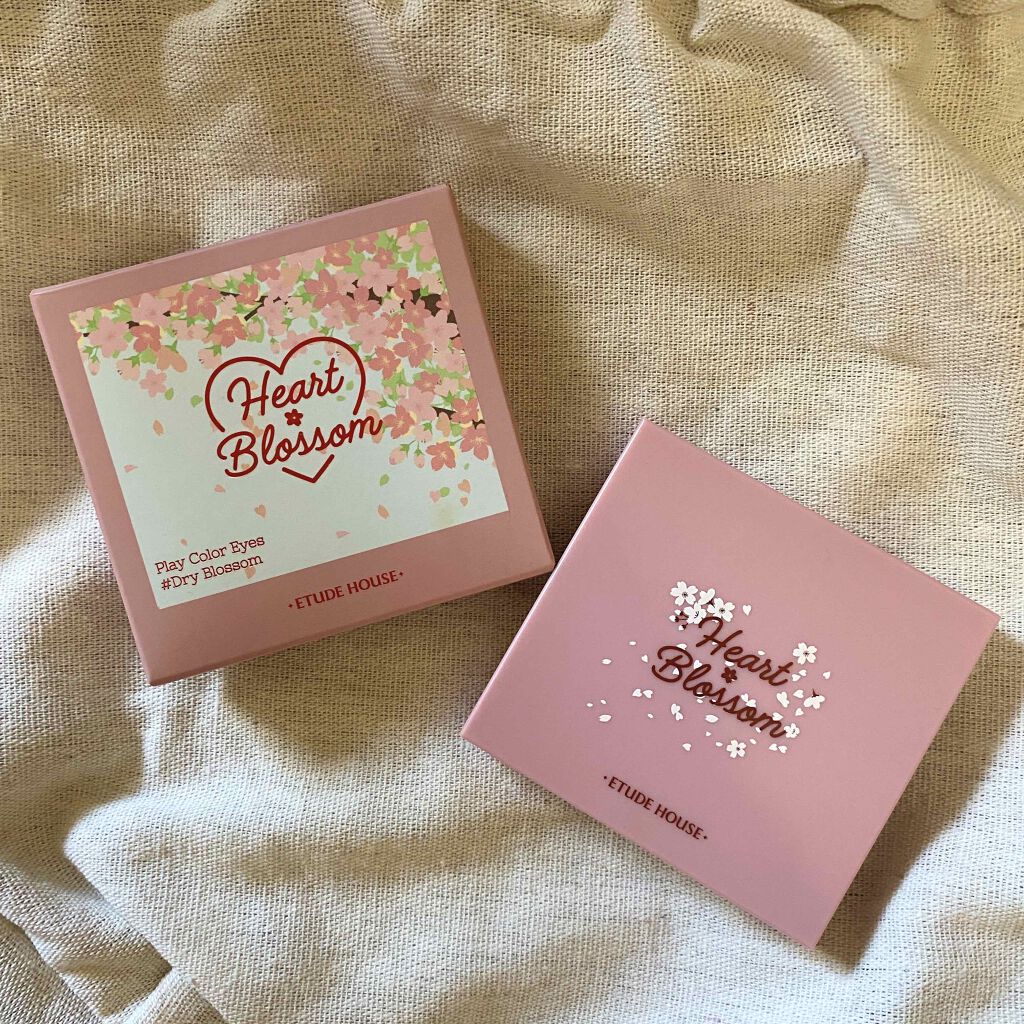 Heart
Blossom
Play Color Eyes
#Dry Blossom
ETUDE HOUSE
Heart
Blossom
ETUDE HOUSE